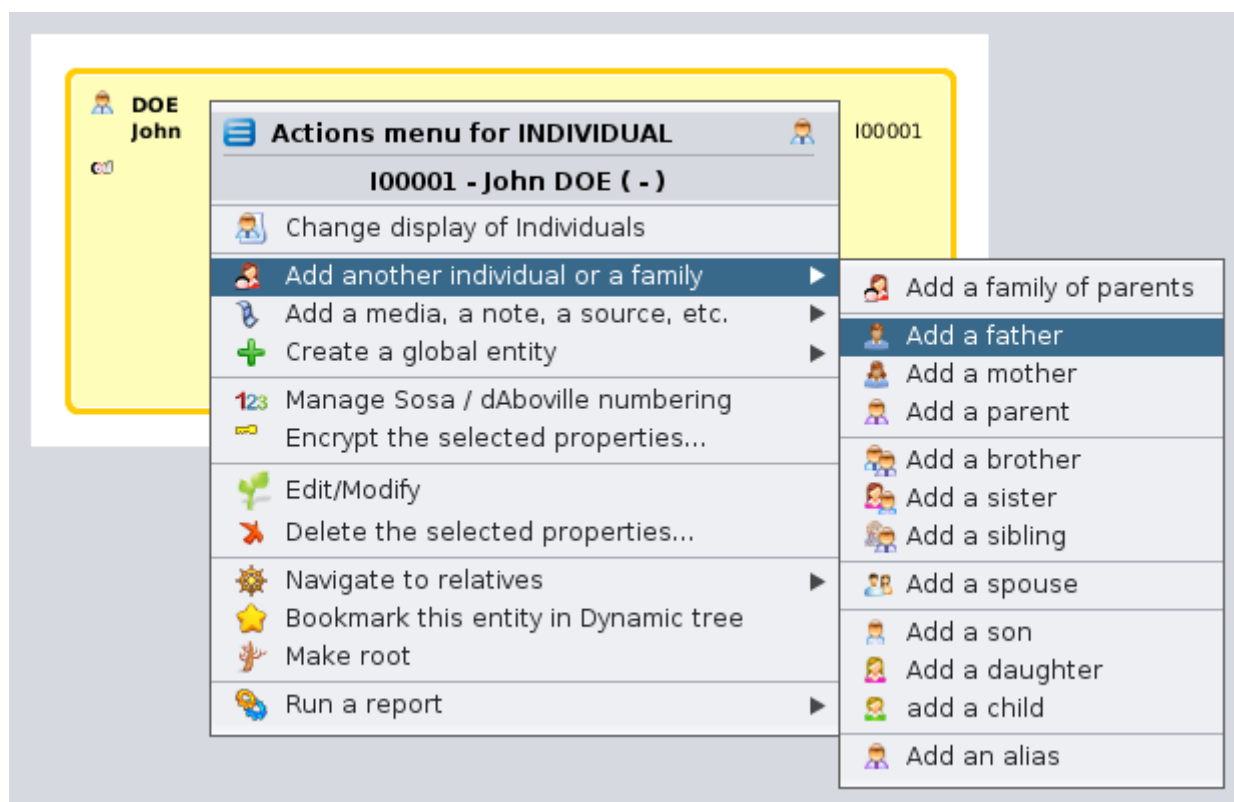 DOE
John
I00001
Actions menu for INDIVIDUAL
I00001 - John DOE ( - )
Change display of Individuals
Add another individual or a family
Add a media, a note, a source, etc.
Create a global entity
123 Manage Sosa / dAboville numbering
Encrypt the selected properties...
Edit/Modify
Delete the selected properties...
Navigate to relatives
Bookmark this entity in Dynamic tree
Make root
Run a report
Add a family of parents
Add a father
Add a mother
Add a parent
Add a brother
Add a sister
Add a sibling
Add a spouse
Add a son
Add a daughter
add a child
Add an alias